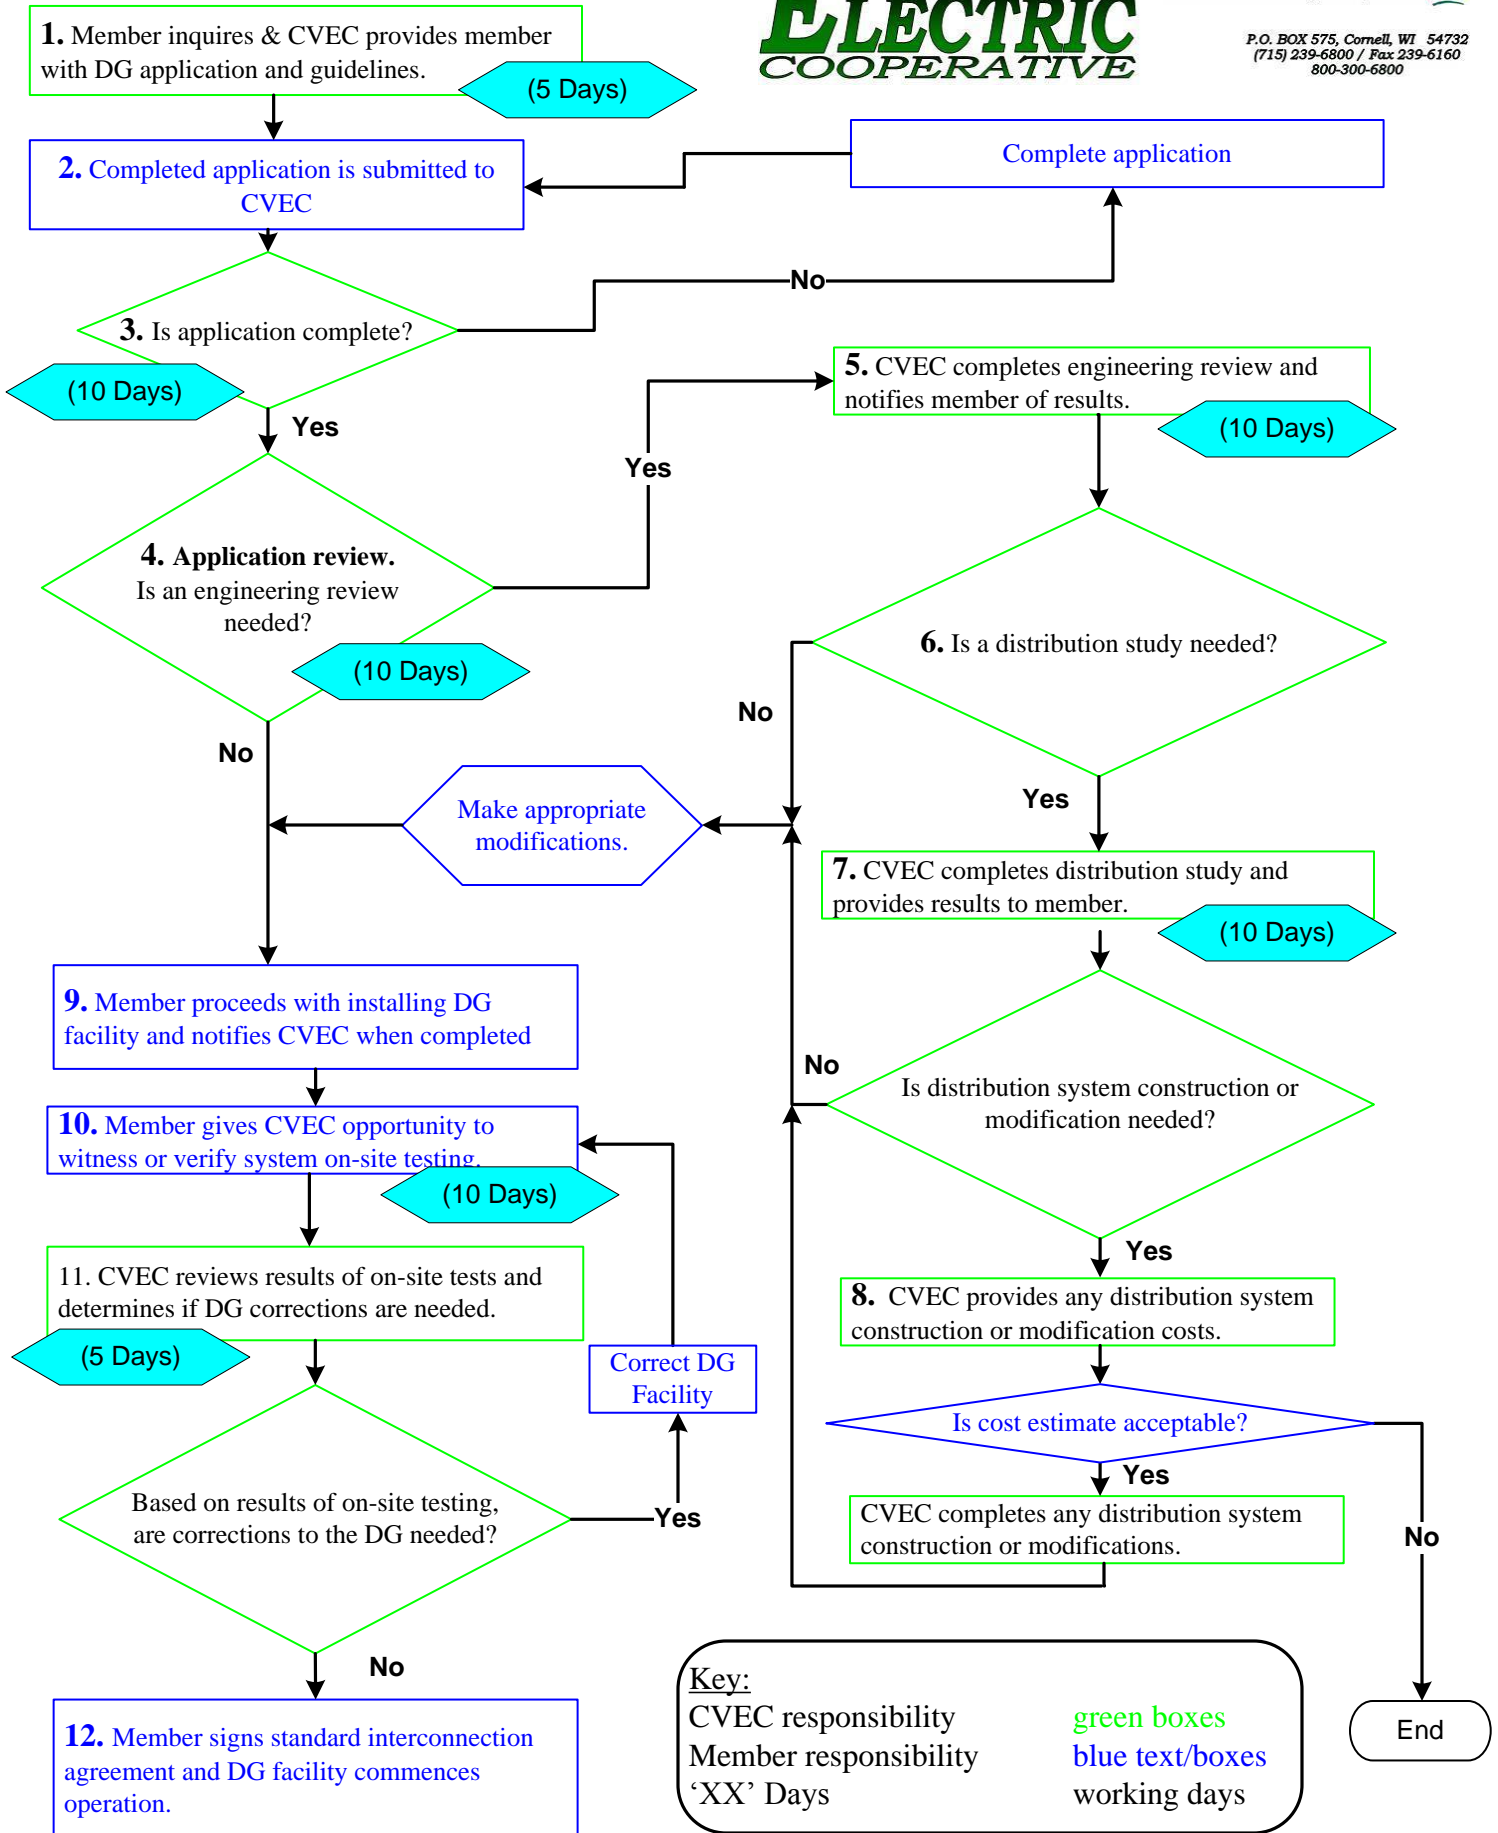 ELECTRIC
COOPERATIVE
P.O. BOX 575, Cornell, WI 54732
(715) 239-6800 / Fax 239-6160
800-300-6800
1. Member inquires & CVEC provides member
with DG application and guidelines.
(5 Days)
2. Completed application is submitted to
CVEC
Complete application
No
3. Is application complete?
(10 Days)
Yes
5. CVEC completes engineering review and
notifies member of results.
(10 Days)
Yes
4. Application review.
Is an engineering review
needed?
(10 Days)
6. Is a distribution study needed?
No
No
Yes
Make appropriate
modifications.
7. CVEC completes distribution study and
provides results to member.
(10 Days)
9. Member proceeds with installing DG
facility and notifies CVEC when completed
No
Is distribution system construction or
modification needed?
10. Member gives CVEC opportunity to
witness or verify system on-site testing.
(10 Days)
Yes
11. CVEC reviews results of on-site tests and
determines if DG corrections are needed.
(5 Days)
8. CVEC provides any distribution system
construction or modification costs.
Correct DG
Facility
Is cost estimate acceptable?
Yes
Based on results of on-site testing,
are corrections to the DG needed?
Yes
CVEC completes any distribution system
construction or modifications.
No
No
12. Member signs standard interconnection
agreement and DG facility commences
operation.
Key:
CVEC responsibility green boxes
Member responsibility blue text/boxes
‘XX’ Days working days
End